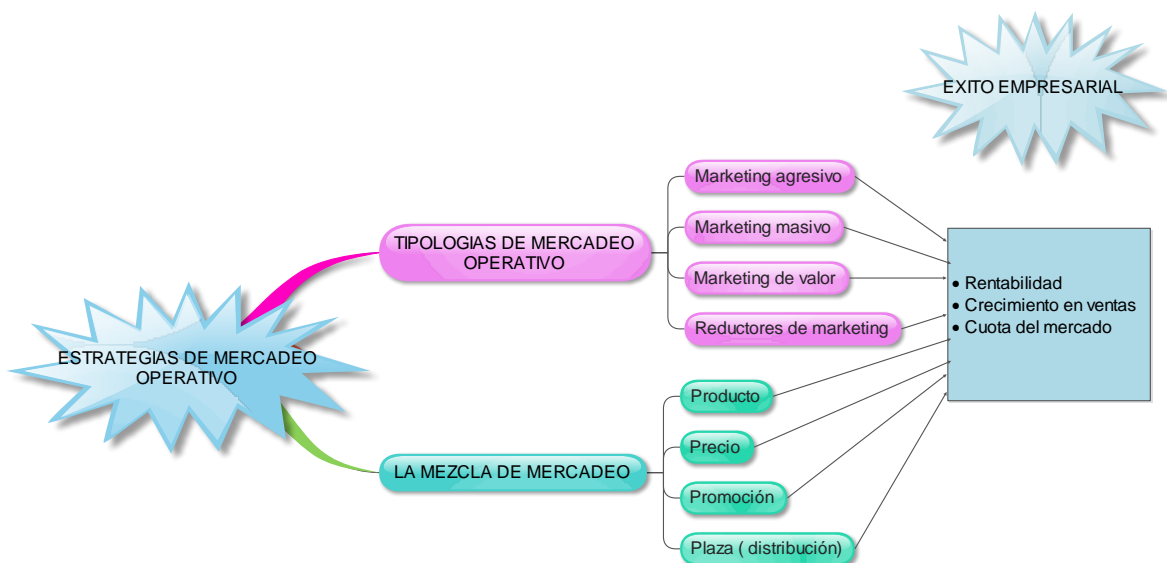 EXITO EMPRESARIAL
Marketing agresivo
Marketing masivo
TIPOLOGIAS DE MERCADEO
OPERATIVO
Marketing de valor
Reductores de marketing
• Rentabilidad
• Crecimiento en ventas
• Cuota del mercado
ESTRATEGIAS DE MERCADEO
OPERATIVO
Producto
Precio
LA MEZCLA DE MERCADEO
Promoción
Plaza ( distribución)